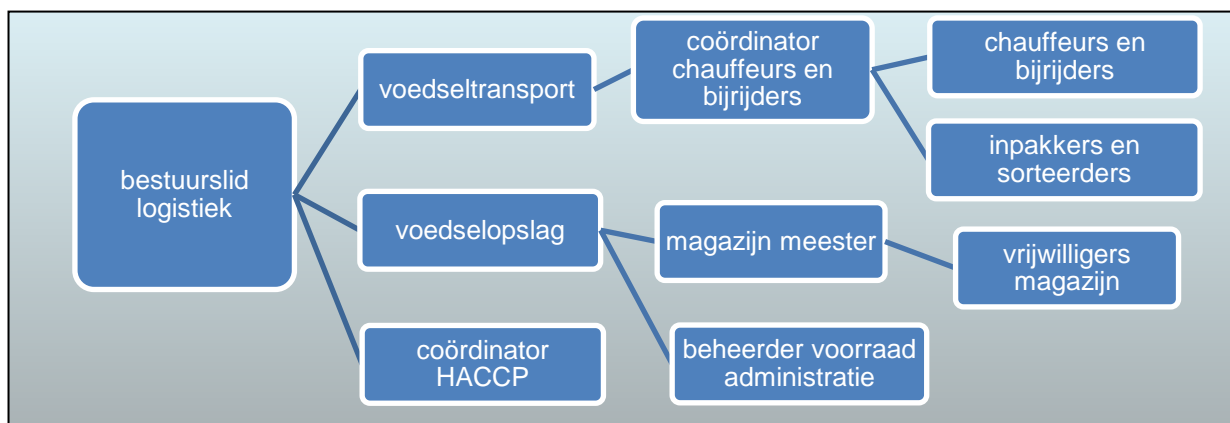 bestuurslid
logistiek
voedseltransport
coördinator
chauffeurs en
bijrijders
chauffeurs en
bijrijders
inpakkers en
sorteerders
voedselopslag
magazijn meester
vrijwilligers
magazijn
beheerder voorraad
administratie
coördinator
HACCP